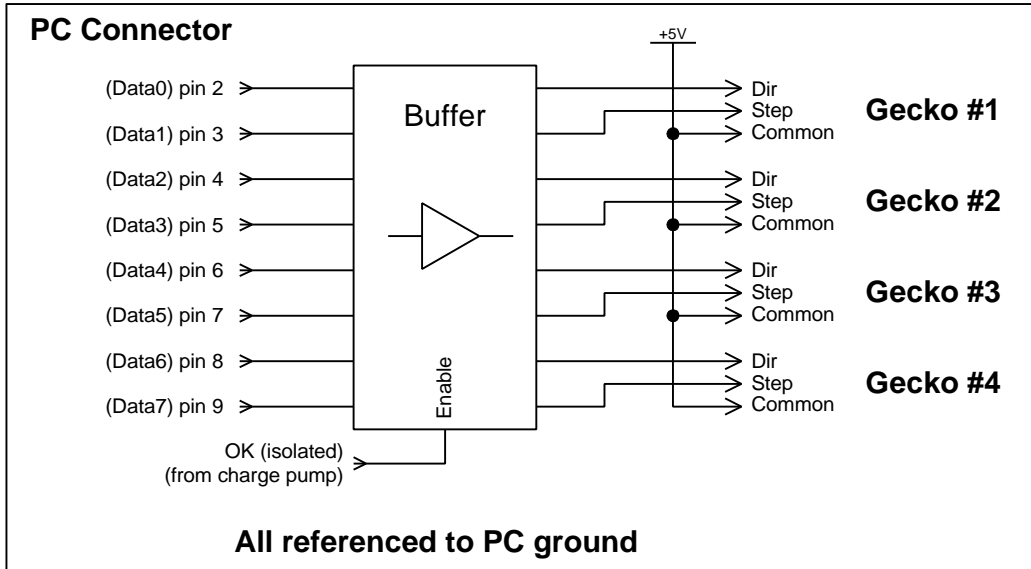 PC Connector
+5V
(Data0) pin 2
(Data1) pin 3
(Data2) pin 4
(Data3) pin 5
(Data4) pin 6
(Data5) pin 7
(Data6) pin 8
(Data7) pin 9
Buffer
Enable
OK (isolated)
(from charge pump)
Dir
Step
Common
Gecko #1
Dir
Step
Common
Gecko #2
Dir
Step
Common
Gecko #3
Dir
Step
Common
Gecko #4
All referenced to PC ground